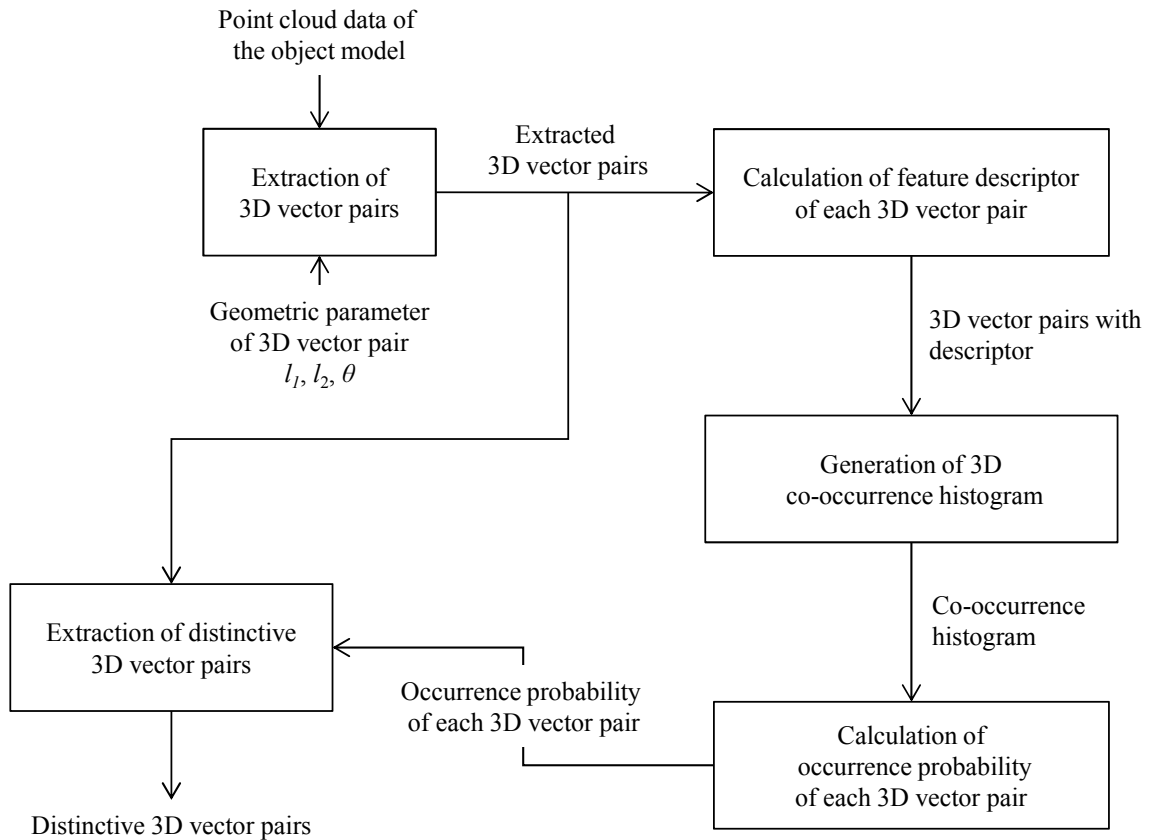 Point cloud data of
the object model
Extraction of
3D vector pairs
Extracted
3D vector pairs
Calculation of feature descriptor
of each 3D vector pair
Geometric parameter
of 3D vector pair
l1, l2, θ
3D vector pairs with
descriptor
Generation of 3D
co-occurrence histogram
Co-occurrence
histogram
Calculation of
occurrence probability
of each 3D vector pair
Occurrence probability
of each 3D vector pair
Extraction of distinctive
3D vector pairs
Distinctive 3D vector pairs